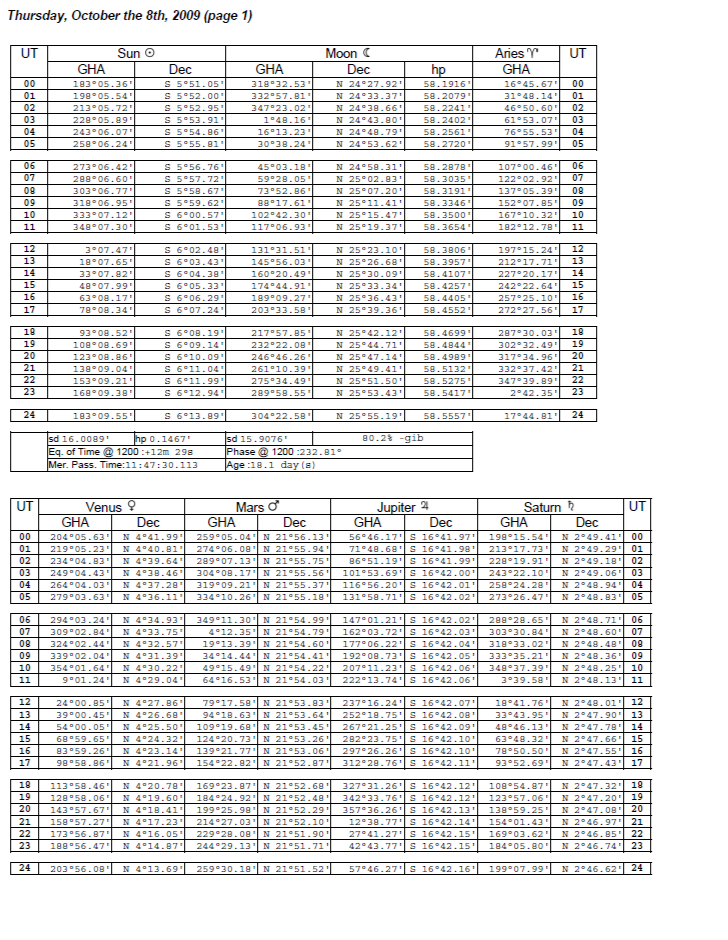 Thursday, October the 8th, 2009 (page 1)
UT Sun ☉ Moon ☾ Aries ♈ UT
GHA Dec GHA Dec hp GHA
00 183°05.36' S 5°51.05' 318°32.53' N 24°27.92' 58.1916' 16°45.67' 00
01 198°05.54' S 5°52.00' 332°57.81' N 24°33.37' 58.2079' 31°48.14' 01
02 213°05.72' S 5°52.95' 347°23.02' N 24°38.66' 58.2241' 46°50.60' 02
03 228°05.89' S 5°53.91' 1°48.16' N 24°43.80' 58.2402' 61°53.07' 03
04 243°06.07' S 5°54.86' 16°13.23' N 24°48.79' 58.2561' 76°55.53' 04
05 258°06.24' S 5°55.81' 30°38.24' N 24°53.62' 58.2720' 91°57.99' 05
06 273°06.42' S 5°56.76' 45°03.18' N 24°58.31' 58.2878' 107°00.46' 06
07 288°06.60' S 5°57.72' 59°28.05' N 25°02.83' 58.3035' 122°02.92' 07
08 303°06.77' S 5°58.67' 73°52.86' N 25°07.20' 58.3191' 137°05.39' 08
09 318°06.95' S 5°59.62' 88°17.61' N 25°11.41' 58.3346' 152°07.85' 09
10 333°07.12' S 6°00.57' 102°42.30' N 25°15.47' 58.3500' 167°10.32' 10
11 348°07.30' S 6°01.53' 117°06.93' N 25°19.37' 58.3654' 182°12.78' 11
12 3°07.47' S 6°02.48' 131°31.51' N 25°23.10' 58.3806' 197°15.24' 12
13 18°07.65' S 6°03.43' 145°56.03' N 25°26.68' 58.3957' 212°17.71' 13
14 33°07.82' S 6°04.38' 160°20.49' N 25°30.09' 58.4107' 227°20.17' 14
15 48°07.99' S 6°05.33' 174°44.91' N 25°33.34' 58.4257' 242°22.64' 15
16 63°08.17' S 6°06.29' 189°09.27' N 25°36.43' 58.4405' 257°25.10' 16
17 78°08.34' S 6°07.24' 203°33.58' N 25°39.36' 58.4552' 272°27.56' 17
18 93°08.52' S 6°08.19' 217°57.85' N 25°42.12' 58.4699' 287°30.03' 18
19 108°08.69' S 6°09.14' 232°22.08' N 25°44.71' 58.4844' 302°32.49' 19
20 123°08.86' S 6°10.09' 246°46.26' N 25°47.14' 58.4989' 317°34.96' 20
21 138°09.04' S 6°11.04' 261°10.39' N 25°49.41' 58.5132' 332°37.42' 21
22 153°09.21' S 6°11.99' 275°34.49' N 25°51.50' 58.5275' 347°39.89' 22
23 168°09.38' S 6°12.94' 289°58.55' N 25°53.43' 58.5417' 2°42.35' 23
24 183°09.55' S 6°13.89' 304°22.58' N 25°55.19' 58.5557' 17°44.81' 24
sd 16.0089' hp 0.1467' sd 15.9076' 80.2% -gib
Eq. of Time @ 1200 :+12m 29s Phase @ 1200 :232.81°
Mer. Pass. Time:11:47:30.113 Age :18.1 day(s)
UT Venus ♀ Mars ♂ Jupiter ♃ Saturn ♄ UT
GHA Dec GHA Dec GHA Dec GHA Dec
00 204°05.63' N 4°41.99' 259°05.04' N 21°56.13' 56°46.17' S 16°41.97' 198°15.54' N 2°49.41' 00
01 219°05.23' N 4°40.81' 274°06.08' N 21°55.94' 71°48.68' S 16°41.98' 213°17.73' N 2°49.29' 01
02 234°04.83' N 4°39.64' 289°07.13' N 21°55.75' 86°51.19' S 16°41.99' 228°19.91' N 2°49.18' 02
03 249°04.43' N 4°38.46' 304°08.17' N 21°55.56' 101°53.69' S 16°42.00' 243°22.10' N 2°49.06' 03
04 264°04.03' N 4°37.28' 319°09.21' N 21°55.37' 116°56.20' S 16°42.01' 258°24.28' N 2°48.94' 04
05 279°03.63' N 4°36.11' 334°10.26' N 21°55.18' 131°58.71' S 16°42.02' 273°26.47' N 2°48.83' 05
06 294°03.24' N 4°34.93' 349°11.30' N 21°54.99' 147°01.21' S 16°42.02' 288°28.65' N 2°48.71' 06
07 309°02.84' N 4°33.75' 4°12.35' N 21°54.79' 162°03.72' S 16°42.03' 303°30.84' N 2°48.60' 07
08 324°02.44' N 4°32.57' 19°13.39' N 21°54.60' 177°06.22' S 16°42.04' 318°33.02' N 2°48.48' 08
09 339°02.04' N 4°31.39' 34°14.44' N 21°54.41' 192°08.73' S 16°42.05' 333°35.21' N 2°48.36' 09
10 354°01.64' N 4°30.22' 49°15.49' N 21°54.22' 207°11.23' S 16°42.06' 348°37.39' N 2°48.25' 10
11 9°01.24' N 4°29.04' 64°16.53' N 21°54.03' 222°13.74' S 16°42.06' 3°39.58' N 2°48.13' 11
12 24°00.85' N 4°27.86' 79°17.58' N 21°53.83' 237°16.24' S 16°42.07' 18°41.76' N 2°48.01' 12
13 39°00.45' N 4°26.68' 94°18.63' N 21°53.64' 252°18.75' S 16°42.08' 33°43.95' N 2°47.90' 13
14 54°00.05' N 4°25.50' 109°19.68' N 21°53.45' 267°21.25' S 16°42.09' 48°46.13' N 2°47.78' 14
15 68°59.65' N 4°24.32' 124°20.73' N 21°53.26' 282°23.75' S 16°42.10' 63°48.32' N 2°47.66' 15
16 83°59.26' N 4°23.14' 139°21.77' N 21°53.06' 297°26.26' S 16°42.10' 78°50.50' N 2°47.55' 16
17 98°58.86' N 4°21.96' 154°22.82' N 21°52.87' 312°28.76' S 16°42.11' 93°52.69' N 2°47.43' 17
18 113°58.46' N 4°20.78' 169°23.87' N 21°52.68' 327°31.26' S 16°42.12' 108°54.87' N 2°47.32' 18
19 128°58.06' N 4°19.60' 184°24.92' N 21°52.48' 342°33.76' S 16°42.12' 123°57.06' N 2°47.20' 19
20 143°57.67' N 4°18.41' 199°25.98' N 21°52.29' 357°36.26' S 16°42.13' 138°59.25' N 2°47.08' 20
21 158°57.27' N 4°17.23' 214°27.03' N 21°52.10' 12°38.77' S 16°42.14' 154°01.43' N 2°46.97' 21
22 173°56.87' N 4°16.05' 229°28.08' N 21°51.90' 27°41.27' S 16°42.15' 169°03.62' N 2°46.85' 22
23 188°56.47' N 4°14.87' 244°29.13' N 21°51.71' 42°43.77' S 16°42.15' 184°05.80' N 2°46.74' 23
24 203°56.08' N 4°13.69' 259°30.18' N 21°51.52' 57°46.27' S 16°42.16' 199°07.99' N 2°46.62' 24